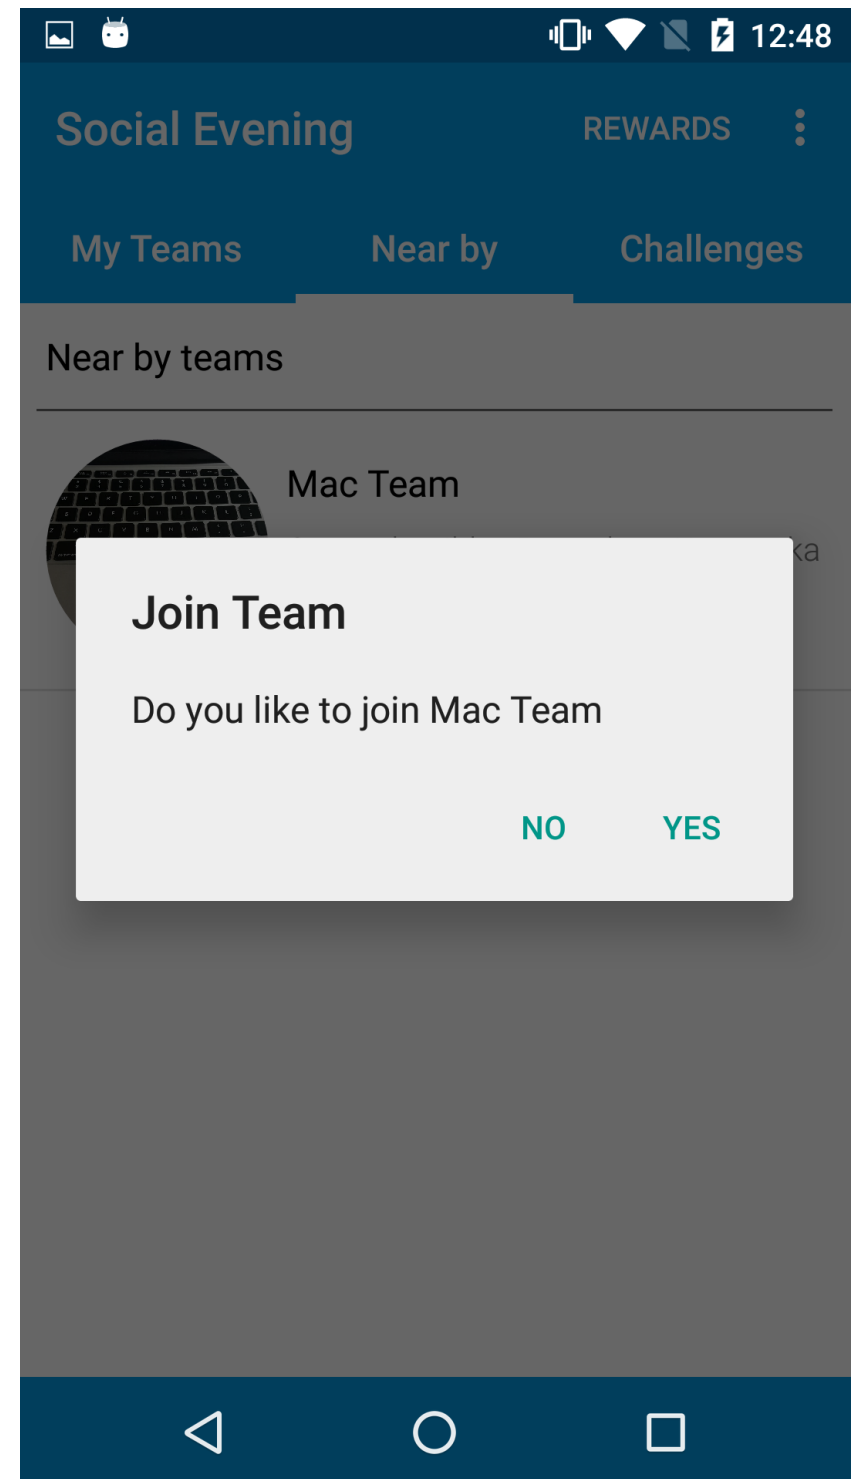 12:48
Social Evening REWARDS
My Teams Near by Challenges
Near by teams
Mac Team
ka
Join Team
Do you like to join Mac Team
NO YES